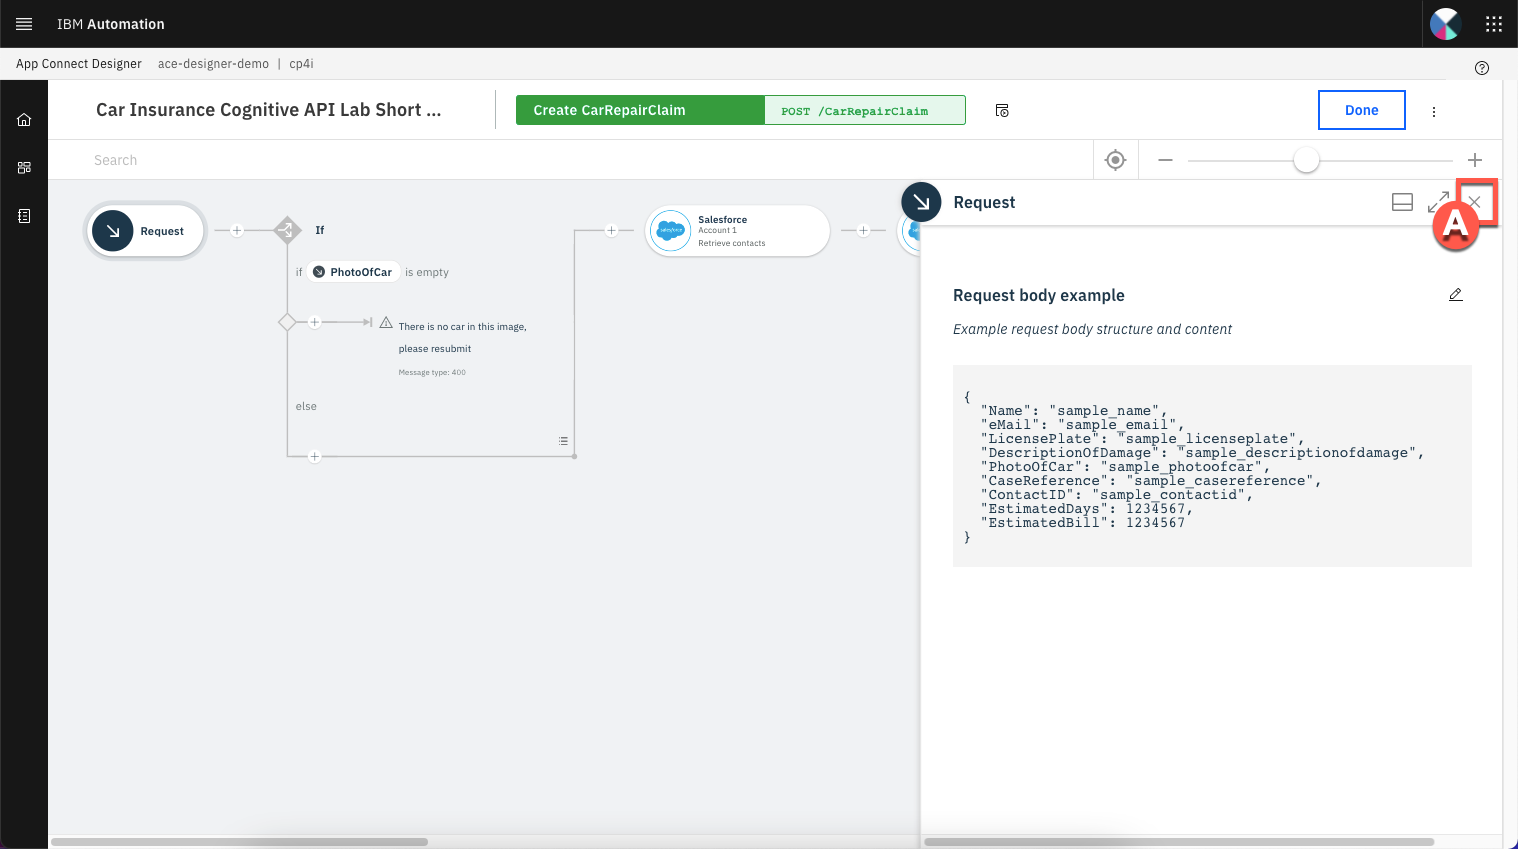 IBM Automation
App Connect Designer ace-designer-demo | cp4i
Car Insurance Cognitive API Lab Short ...
Create CarRepairClaim
POST /CarRepairClaim
Done
Search
Request
If
if PhotoOfCar is empty
There is no car in this image,
please resubmit
Message type: 400
else
Salesforce
Account 1
Retrieve contacts
salesforce
Request
A
Request body example
Example request body structure and content
{
"Name": "sample_name",
"eMail": "sample_email",
"LicensePlate": "sample_licenseplate",
"DescriptionOfDamage": "sample_descriptionofdamage",
"PhotoOfCar": "sample_photoofcar",
"CaseReference": "sample_casereference",
"ContactID": "sample_contactid",
"EstimatedDays": 1234567,
"EstimatedBill": 1234567
}